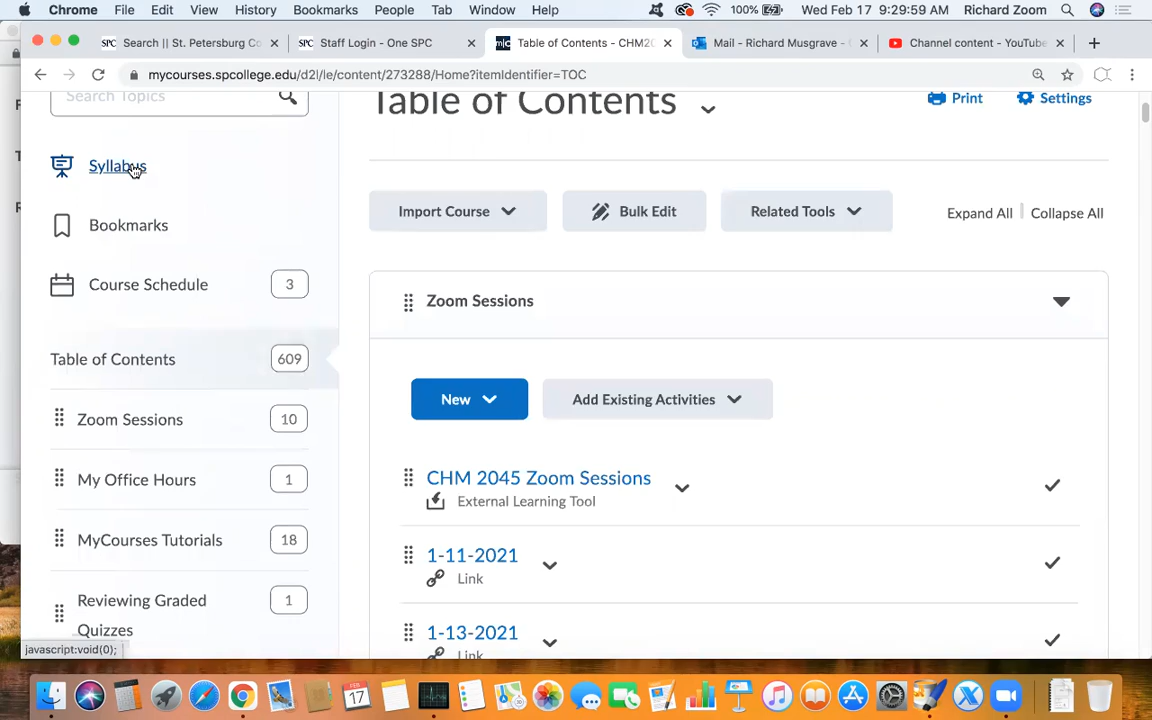 Chrome File Edit View History Bookmarks People Tab Window Help 100% Wed Feb 17 9:29:59 AM Richard Zoom
SPC Search || St. Petersburg Co × SPC Staff Login - One SPC × Table of Contents - CHM20 × Mail - Richard Musgrave - × Channel content - YouTube × +
mycourses.spcollege.edu/d2l/le/content/273288/Home?itemIdentifier=TOC
Search Topics
Syllabus
Bookmarks
Course Schedule 3
Table of Contents 609
Zoom Sessions 10
My Office Hours 1
MyCourses Tutorials 18
Reviewing Graded 1
Quizzes
javascript:void(0);
Table of Contents
Print Settings
Import Course Bulk Edit Related Tools Expand All Collapse All
Zoom Sessions
New Add Existing Activities
CHM 2045 Zoom Sessions
External Learning Tool
1-11-2021
Link
1-13-2021
Link